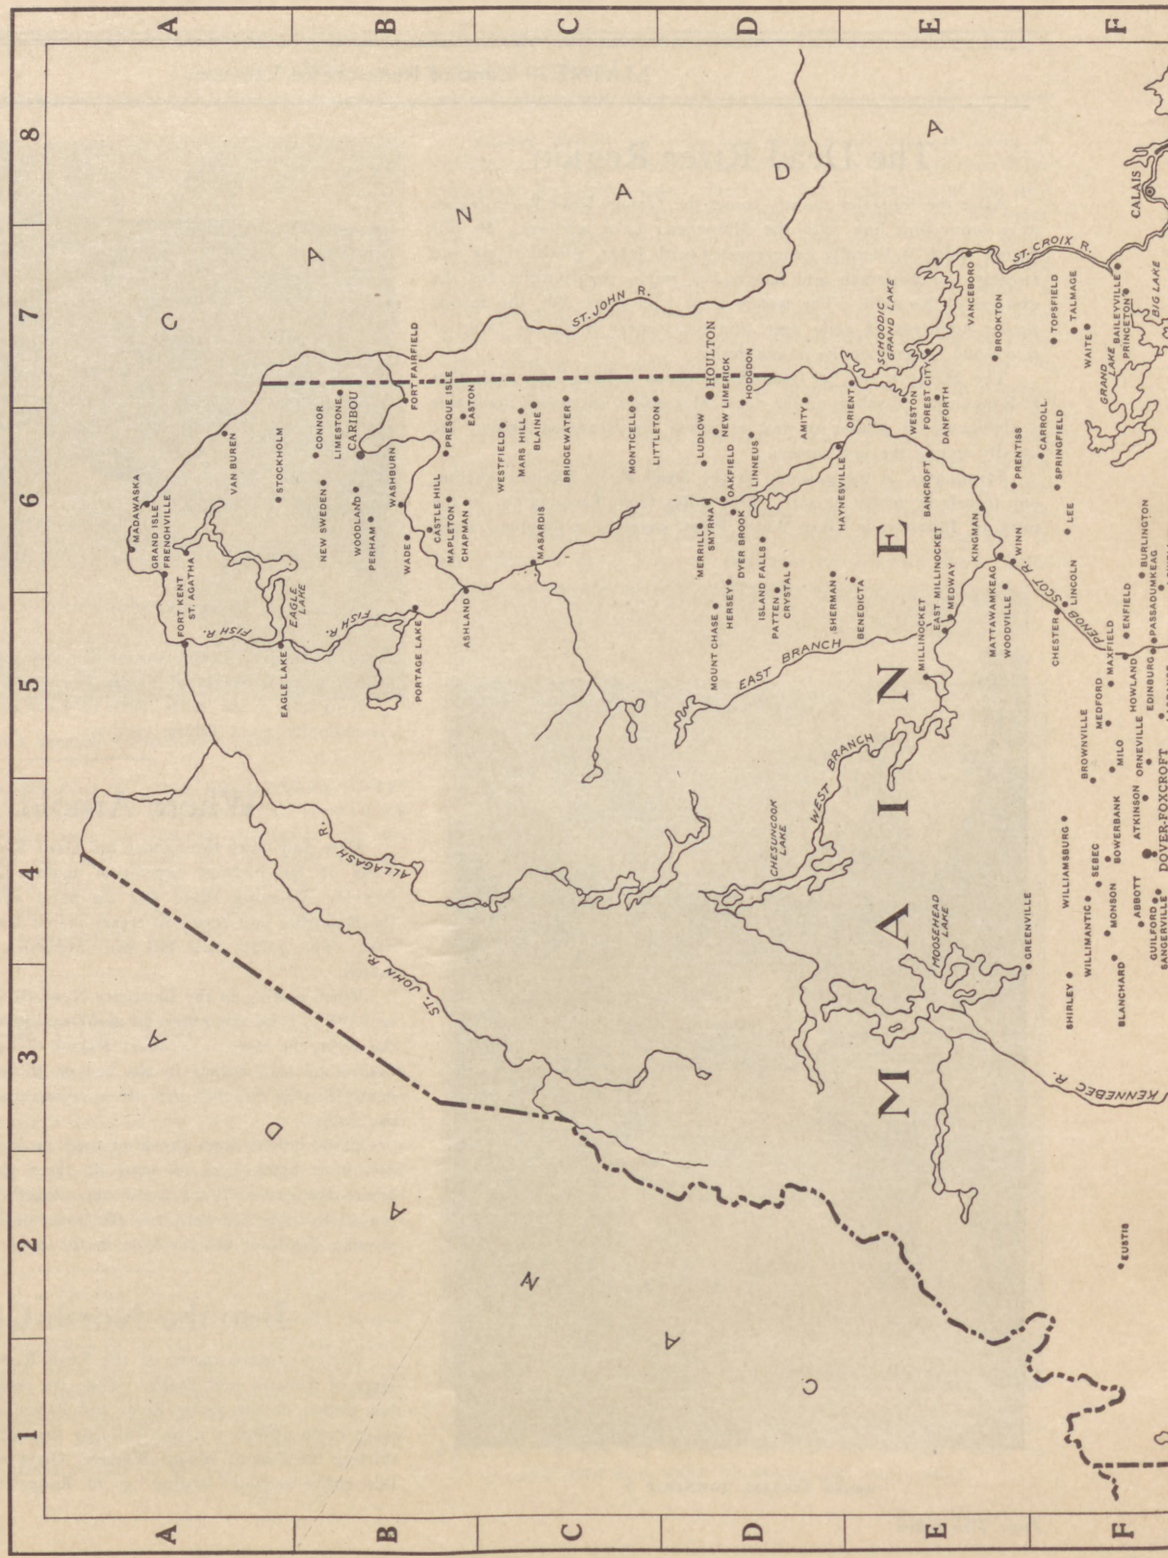 A
B
C
D
E
F
8
7
6
5
4
3
2
1
A
B
C
D
E
F
C
A
N
A
D
A
C
A
N
A
D
A
MAINE
MADAWASKA
GRAND ISLE
FRENCHVILLE
FORT KENT
ST. AGATHA
FISH R.
VAN BUREN
STOCKHOLM
EAGLE LAKE
EAGLE
LAKE
FISH R.
CONNOR
LIMESTONE
CARIBOU
NEW SWEDEN
WOODLAND
PERHAM
WASHBURN
WADE
FORT FAIRFIELD
PRESQUE ISLE
EASTON
CASTLE HILL
MAPLETON
CHAPMAN
PORTAGE LAKE
ASHLAND
WESTFIELD
MARS HILL
BLAINE
BRIDGEWATER
MONTICELLO
LITTLETON
MASARDIS
ST. JOHN R.
HOULTON
LUDLOW
NEW LIMERICK
HODGDON
OAKFIELD
LINNEUS
AMITY
MERRILL
SMYRNA
DYER BROOK
HERSEY
ISLAND FALLS
PATTEN
CRYSTAL
MOUNT CHASE
SHERMAN
BENEDICTA
HAYNESVILLE
ORIENT
SCHOODIC
GRAND LAKE
WESTON
FOREST CITY
DANFORTH
BANCROFT
VANCEBORO
BROOKTON
ST. CROIX R.
EAST BRANCH
WEST BRANCH
MILLINOCKET
EAST MILLINOCKET
MEDWAY
KINGMAN
MATTAWAMKEAG
WOODVILLE
WINN
PRENTISS
CARROLL
SPRINGFIELD
LEE
TOPSFIELD
TALMAGE
WAITE
BAILEYVILLE
PRINCETON
GRAND
LAKE
BIG LAKE
CALAIS
CHESTER
LINCOLN
PENOBSCOT R.
BURLINGTON
ENFIELD
PASSADUMKEAG
MAXFIELD
HOWLAND
EDINBURG
MEDFORD
BROWNVILLE
MILO
ORNEVILLE
WILLIAMSBURG
SEBEC
BOWERBANK
ATKINSON
DOVER-FOXCROFT
WILLIMANTIC
MONSON
ABBOTT
GUILFORD
SANGERVILLE
SHIRLEY
BLANCHARD
GREENVILLE
MOOSEHEAD
LAKE
CHESUNCOOK
LAKE
ALLAGASH R.
ST. JOHN R.
KENNEBEC R.
EUSTIS